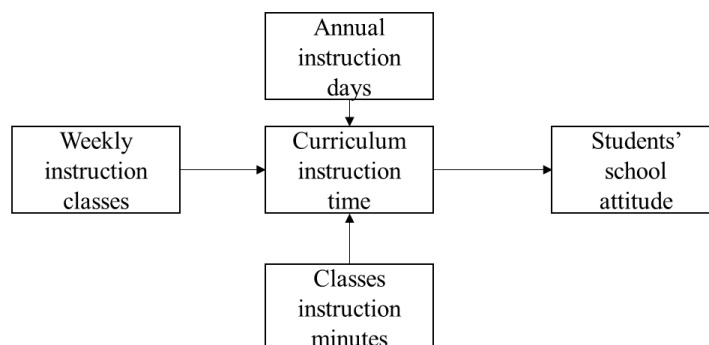 Annual
instruction
days
Weekly
instruction
classes
Curriculum
instruction
time
Students’
school
attitude
Classes
instruction
minutes